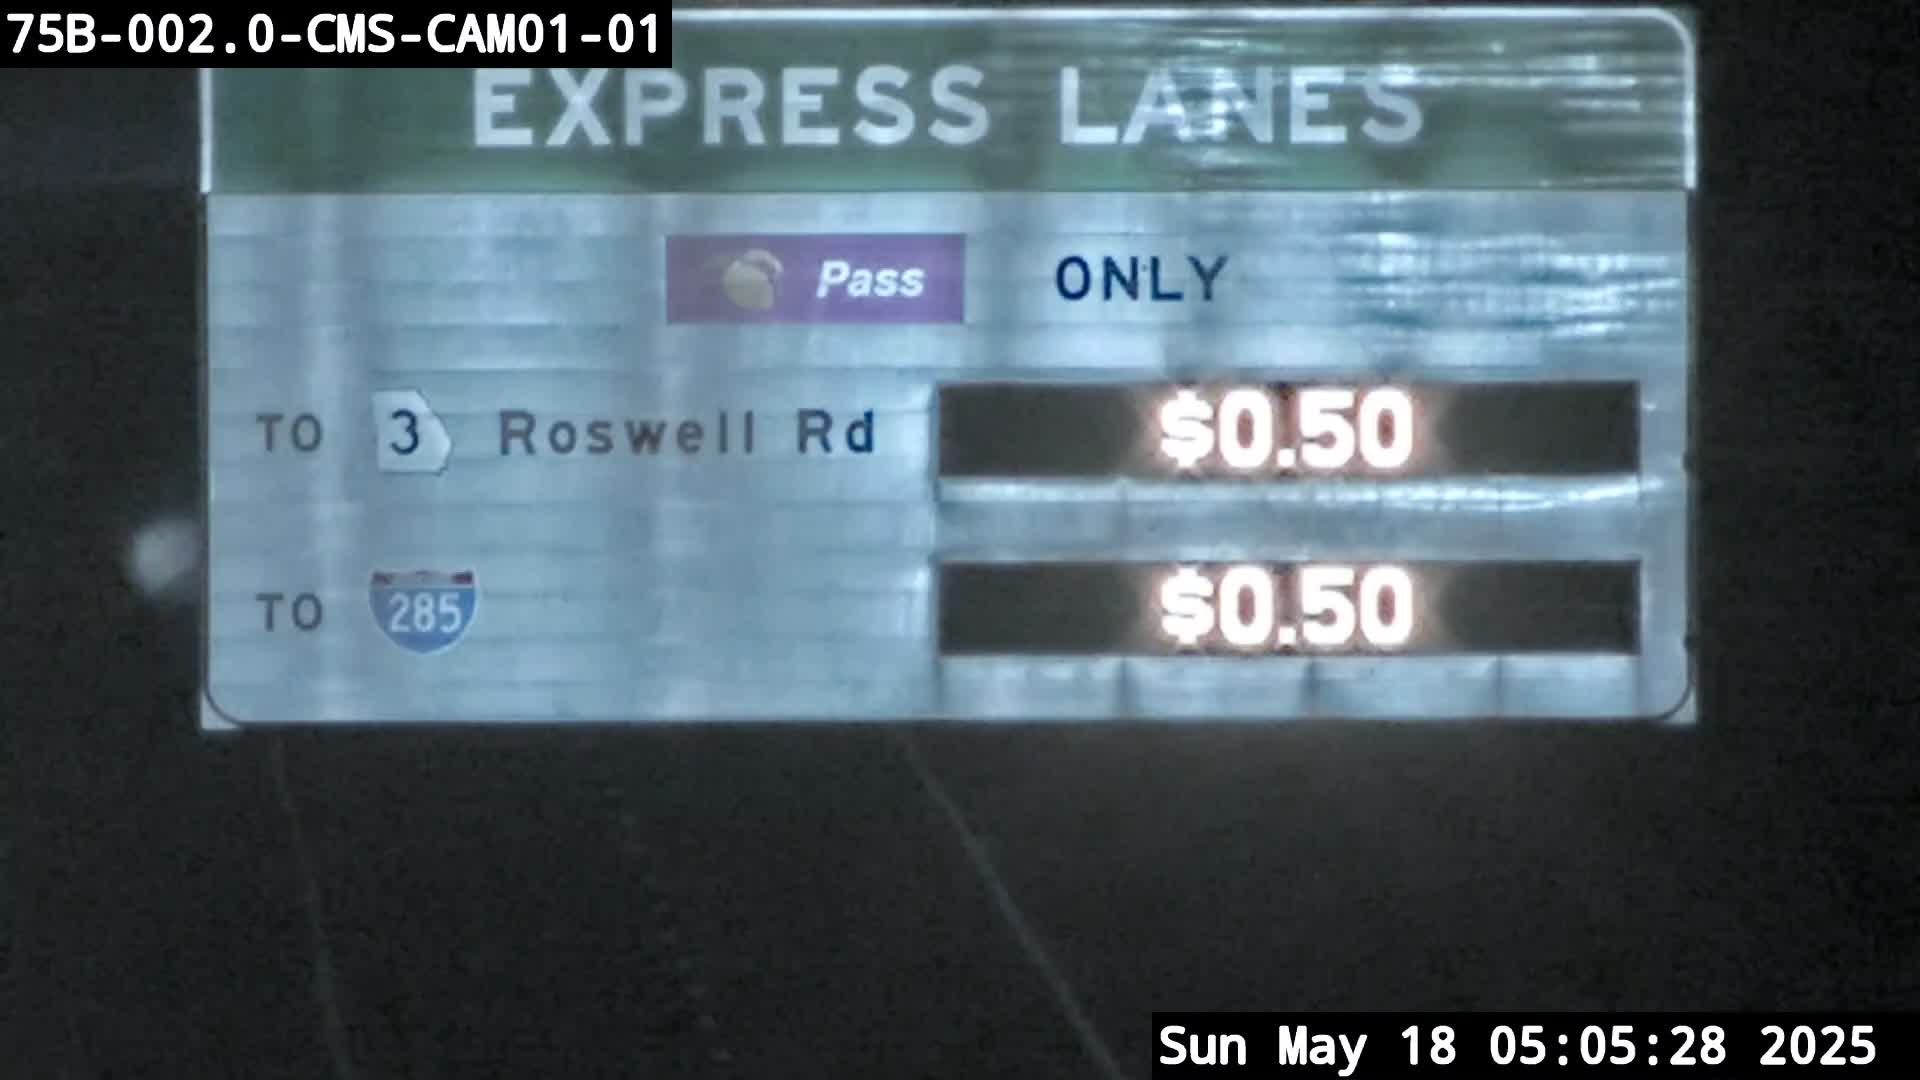 75B-002.0-CMS-CAM01-01
EXPRESS LANES
Pass ONLY
TO 3 Roswell Rd $0.50
TO 285 $0.50
Sun May 18 05:05:28 2025